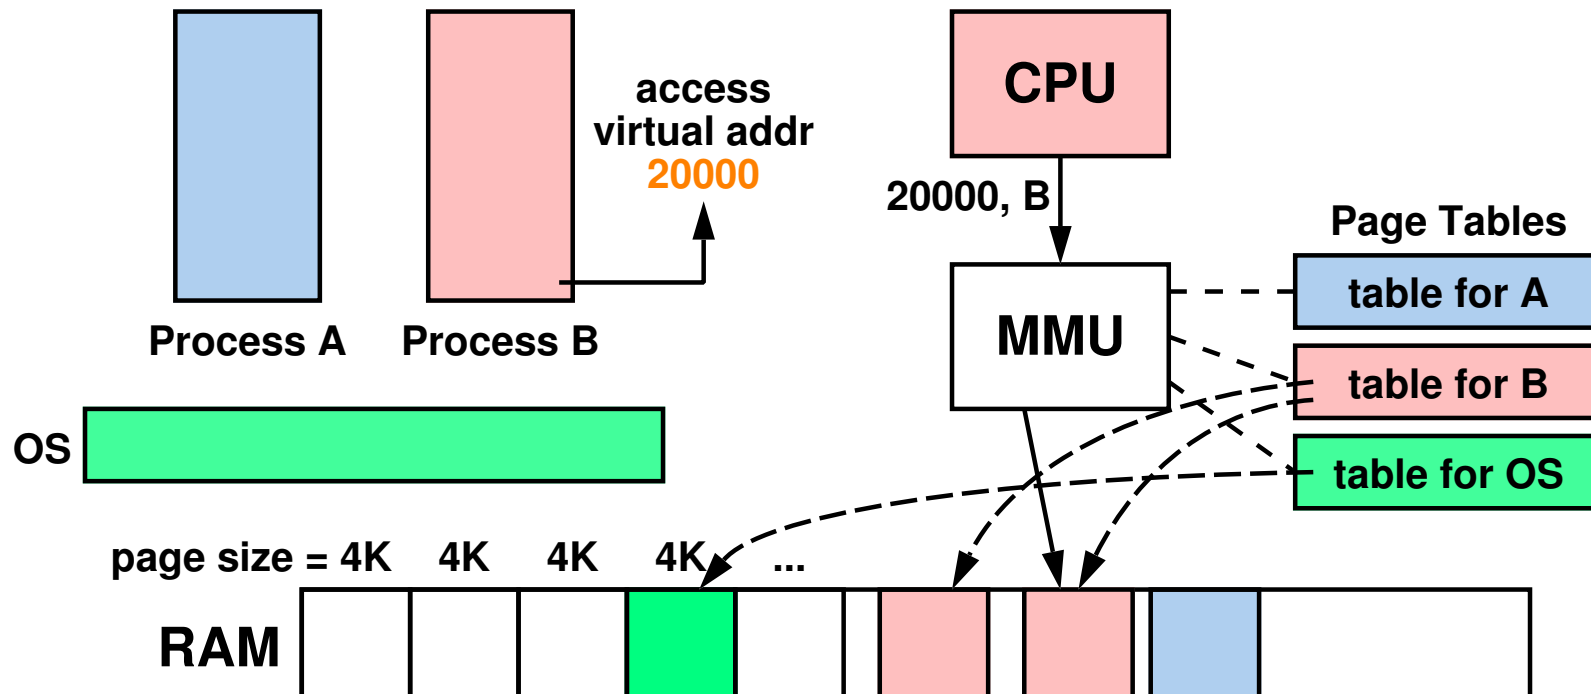 access
virtual addr
20000
CPU
20000, B
Page Tables
table for A
MMU
Process A
Process B
table for B
OS
table for OS
page size = 4K 4K 4K 4K ...
RAM